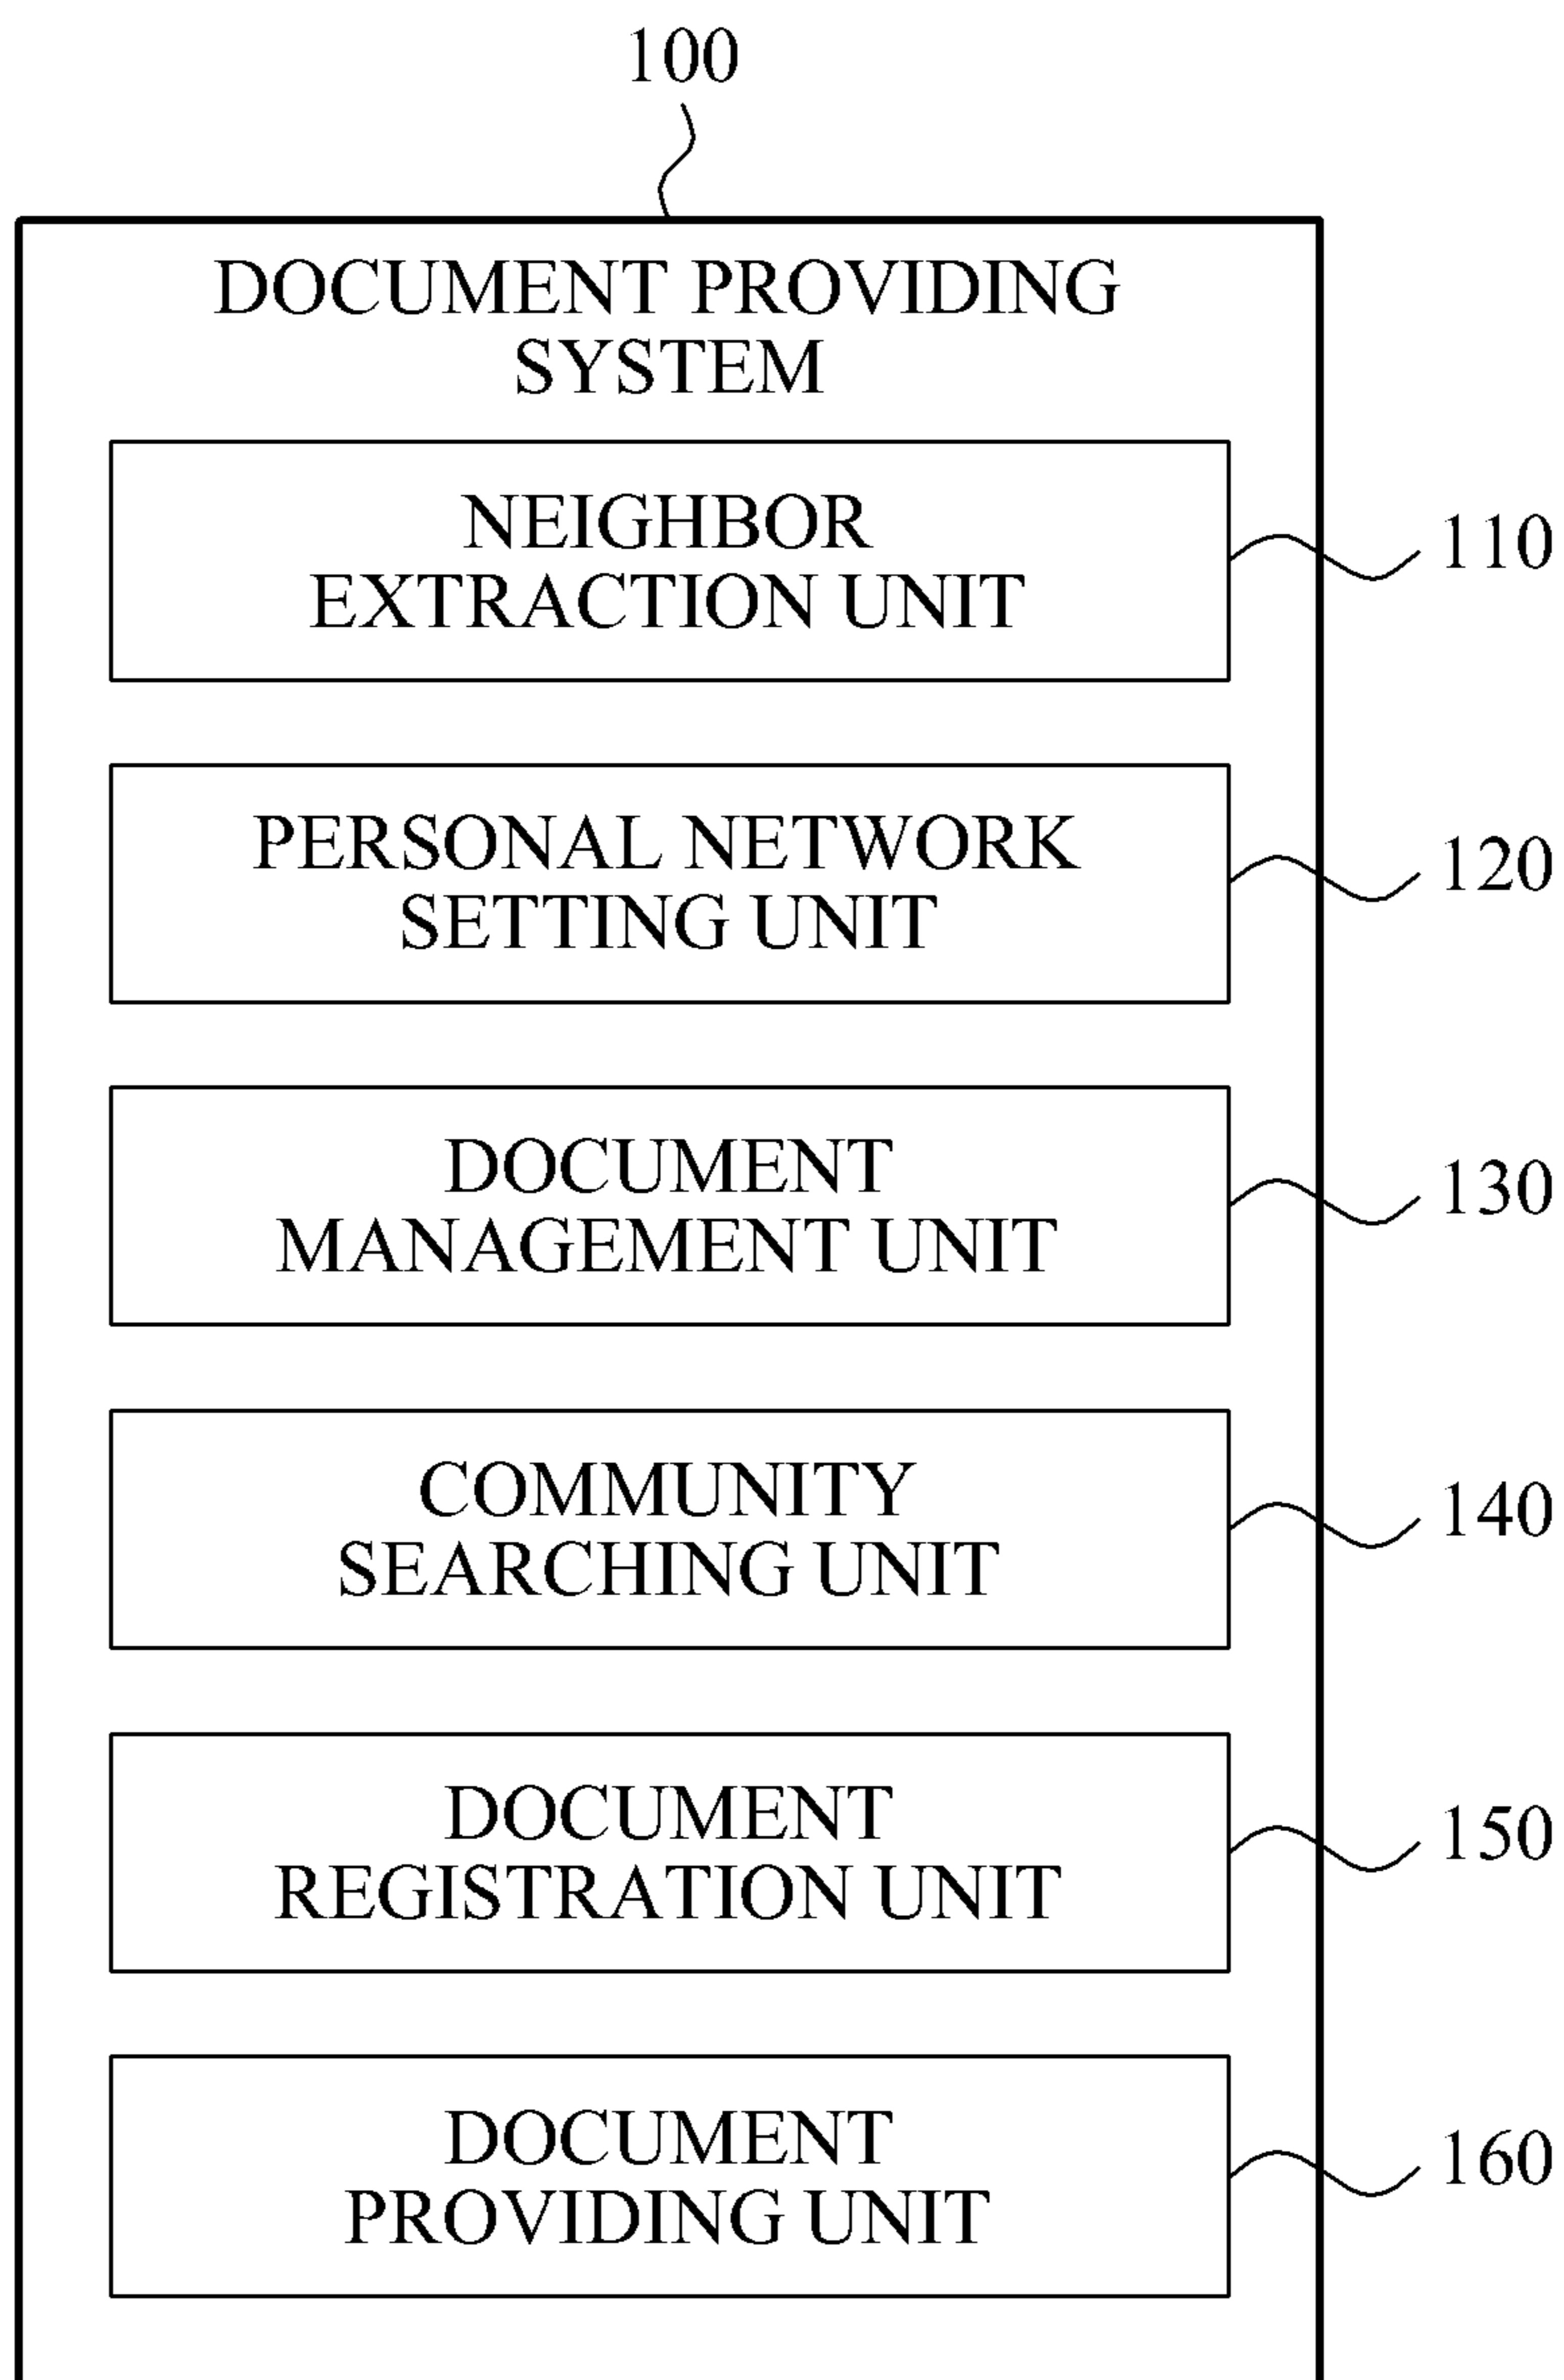 100
DOCUMENT PROVIDING
SYSTEM
NEIGHBOR
EXTRACTION UNIT
110
PERSONAL NETWORK
SETTING UNIT
120
DOCUMENT
MANAGEMENT UNIT
130
COMMUNITY
SEARCHING UNIT
140
DOCUMENT
REGISTRATION UNIT
150
DOCUMENT
PROVIDING UNIT
160